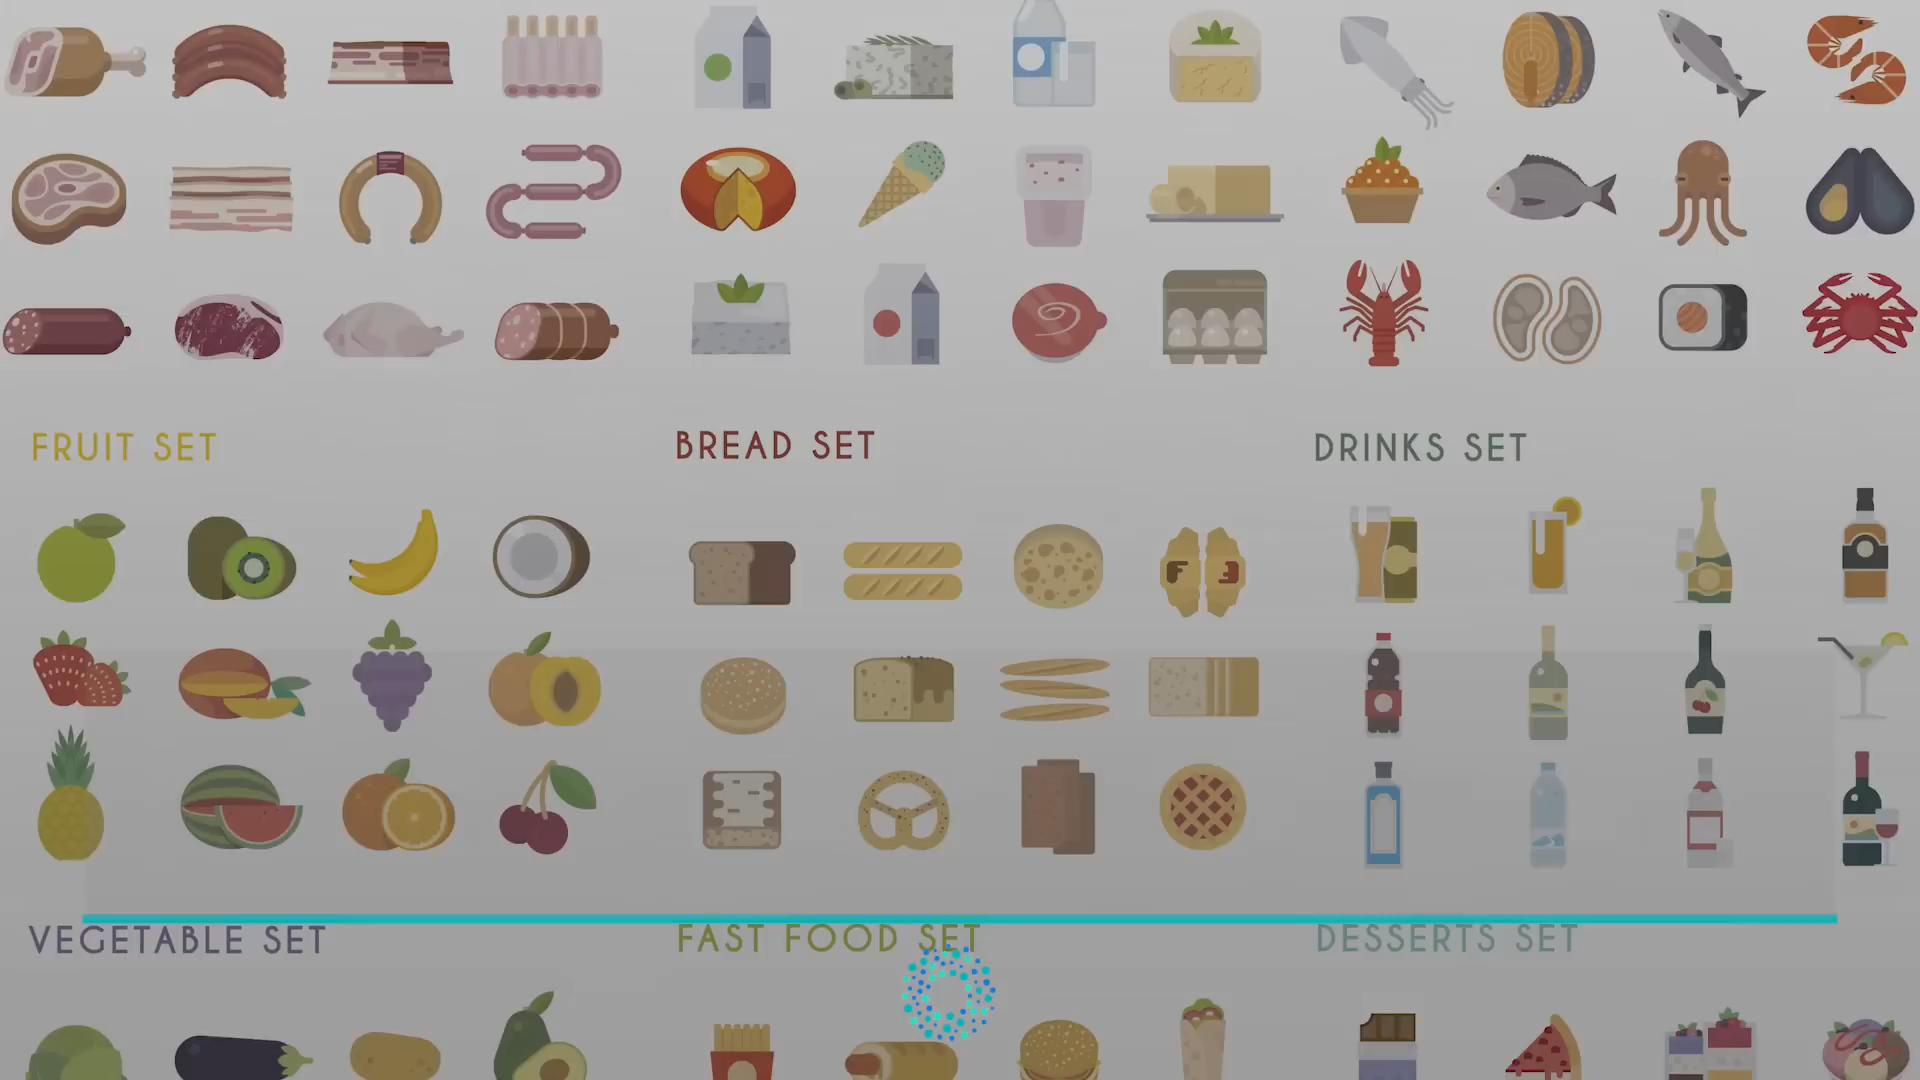 FRUIT SET
BREAD SET
DRINKS SET
VEGETABLE SET
FAST FOOD SET
DESSERTS SET